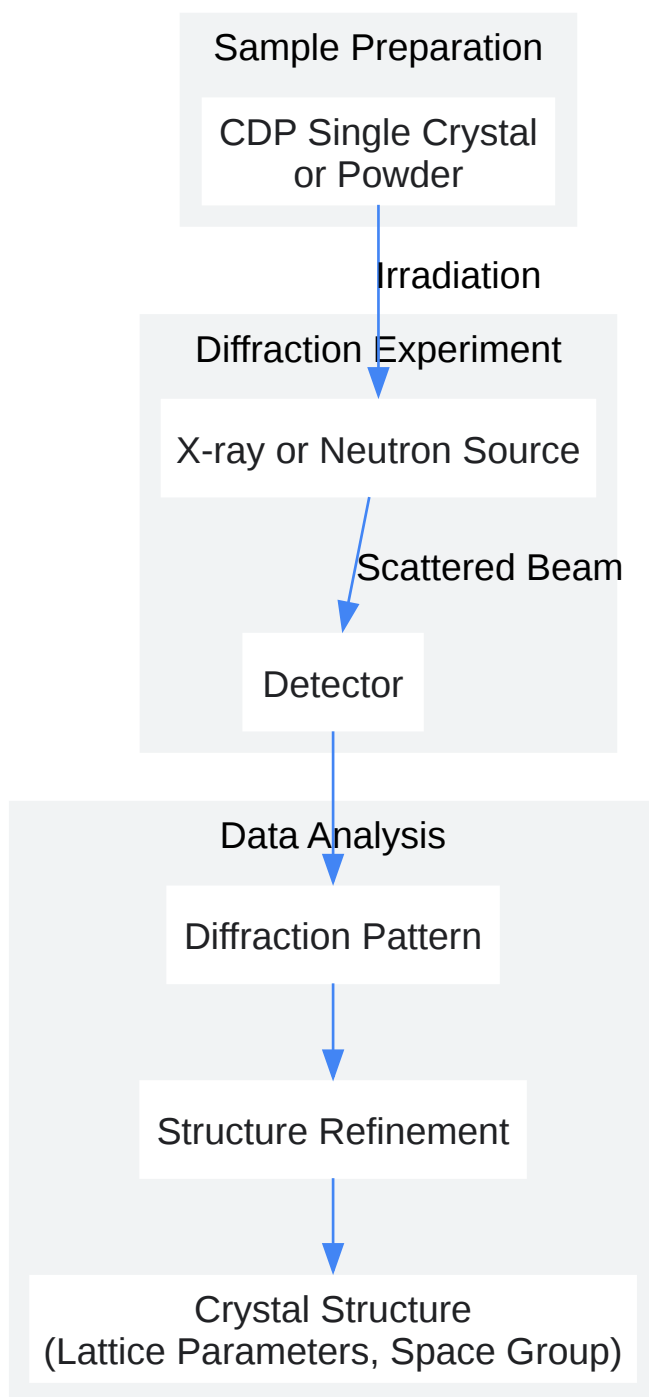 Sample Preparation
CDP Single Crystal
or Powder
Irradiation
Diffraction Experiment
X-ray or Neutron Source
Scattered Beam
Detector
Data Analysis
Diffraction Pattern
Structure Refinement
Crystal Structure
(Lattice Parameters, Space Group)